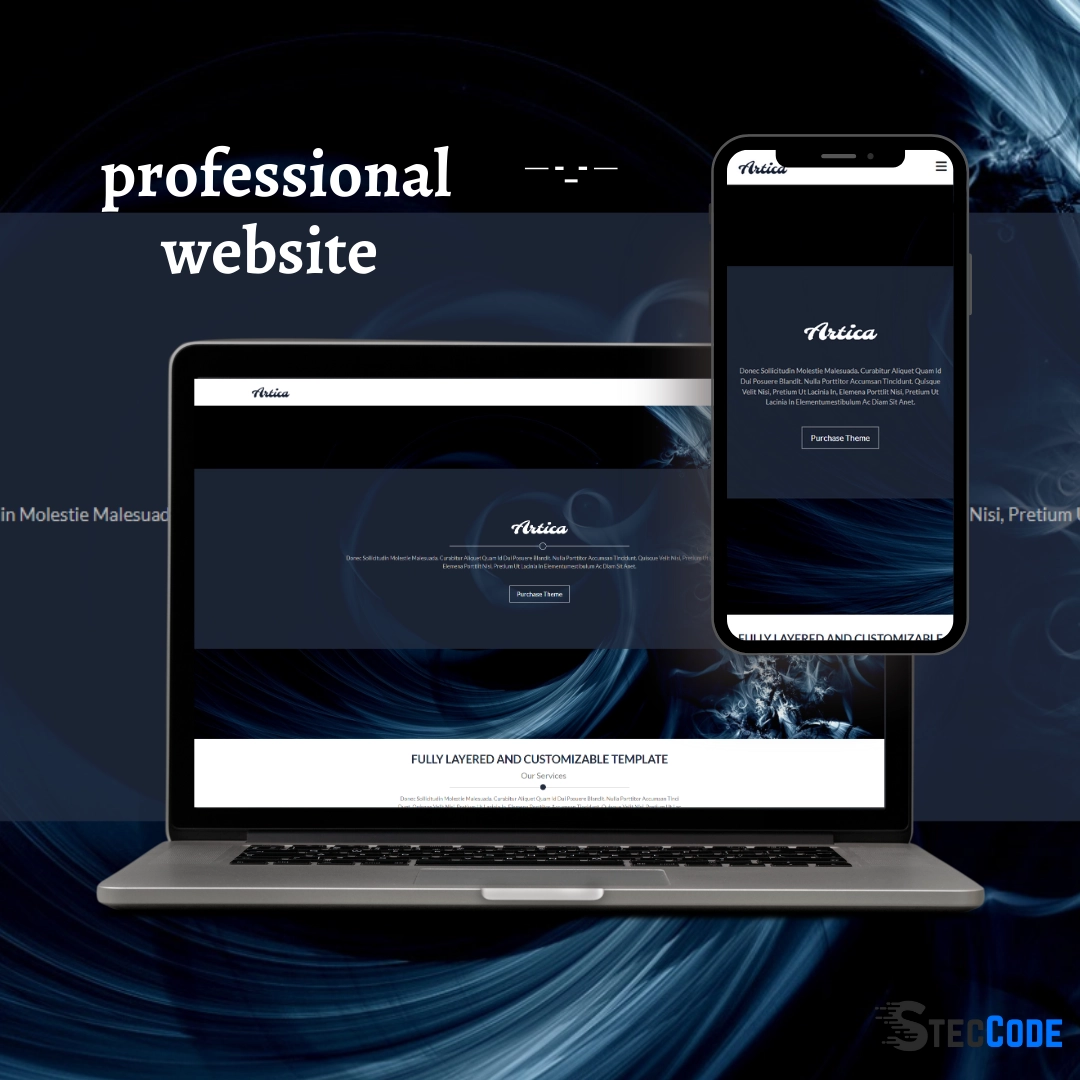 professional
website
Artica
Donec Sollicitudin Molestie Malesuada. Curabitur Aliquet Quam Id
Dui Posuere Blandit. Nulla Porttitor Accumsan Tincidunt. Quisque
Velit Nisi, Pretium Ut Lacinia In, Elemena Porttit Nisi, Pretium Ut
Lacinia In Elementumestibulum Ac Diam Sit Anet.
Artica
Purchase Theme
FULLY LAYERED AND CUSTOMIZABLE
Artica
Artica
Donec Sollicitudin Molestie Malesuada. Curabitur Aliquet Quam Id Dui Posuere Blandit. Nulla Porttitor Accumsan Tincidunt. Quisque Velit Nisi, Pretium Ut
Elemena Porttit Nisi, Pretium Ut Lacinia In Elementumestibulum Ac Diam Sit Anet.
Purchase Theme
FULLY LAYERED AND CUSTOMIZABLE TEMPLATE
Our Services
Donec Sollicitudin Molestie Malesuada. Curabitur Aliquet Quam Id Dui Posuere Blandit. Nulla Porttitor Accumsan Tinci
in Molestie Malesuad
Nisi, Pretium
STECCODE